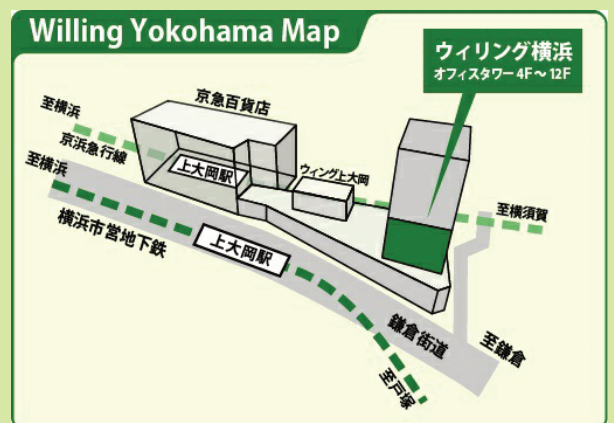 Willing Yokohama Map
ウィリング横浜
オフィスタワー 4F～12F
京急百貨店
至横浜
京浜急行線
上大岡駅
ウィング上大岡
至横須賀
至横浜
横浜市営地下鉄
上大岡駅
鎌倉街道
至鎌倉
至戸塚